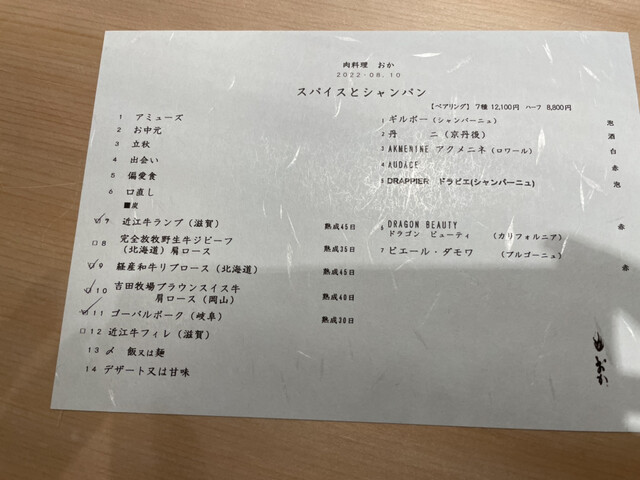 肉料理 おか
2022-08.10
スパイスとシャンパン
【ペアリング】 7種 12,100円 ハーフ 8,800円
1 アミューズ
2 お中元
3 立秋
4 出会い
5 偏愛食
6 口直し
■炭
7 近江牛ランプ(滋賀) 熟成45日
□8 完全放牧野生牛ジビーフ
(北海道) 肩ロース 熟成35日
9 経産和牛リブロース(北海道) 熟成45日
10 吉田牧場ブラウンスイス牛
肩ロース(岡山) 熟成40日
11 ゴーバルポーク(岐阜) 熟成30日
□12 近江牛フィレ(滋賀)
13 〆 飯又は麺
14 デザート又は甘味
1 ギルボー(シャンパーニュ) 泡
2 丹 二(京丹後) 酒
3 AKMENINE アクメニネ(ロワール) 白
4 AUDACE 赤
5 DRAPPIER ドラピエ(シャンパーニュ) 泡
6 DRAGON BEAUTY 赤
ドラゴン ビューティ (カリフォルニア)
7 ピエール・ダモワ (ブルゴーニュ) 赤
おか